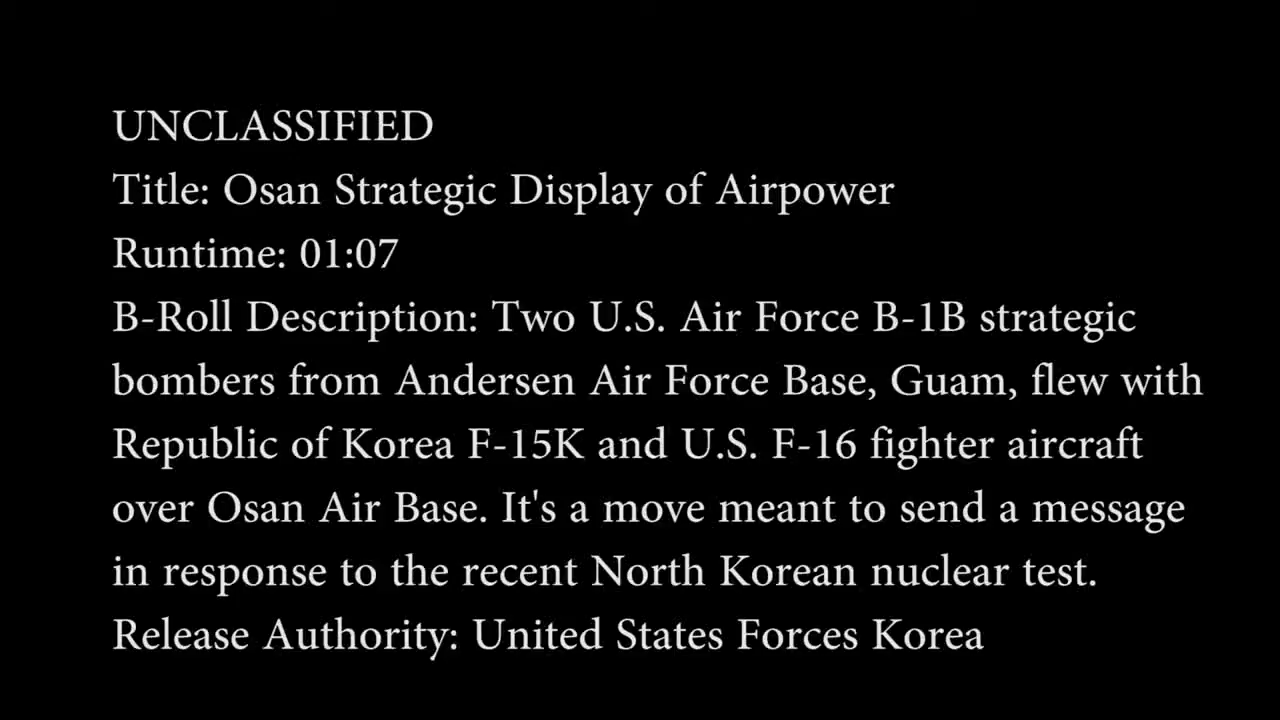 UNCLASSIFIED
Title: Osan Strategic Display of Airpower
Runtime: 01:07
B-Roll Description: Two U.S. Air Force B-1B strategic
bombers from Andersen Air Force Base, Guam, flew with
Republic of Korea F-15K and U.S. F-16 fighter aircraft
over Osan Air Base. It's a move meant to send a message
in response to the recent North Korean nuclear test.
Release Authority: United States Forces Korea